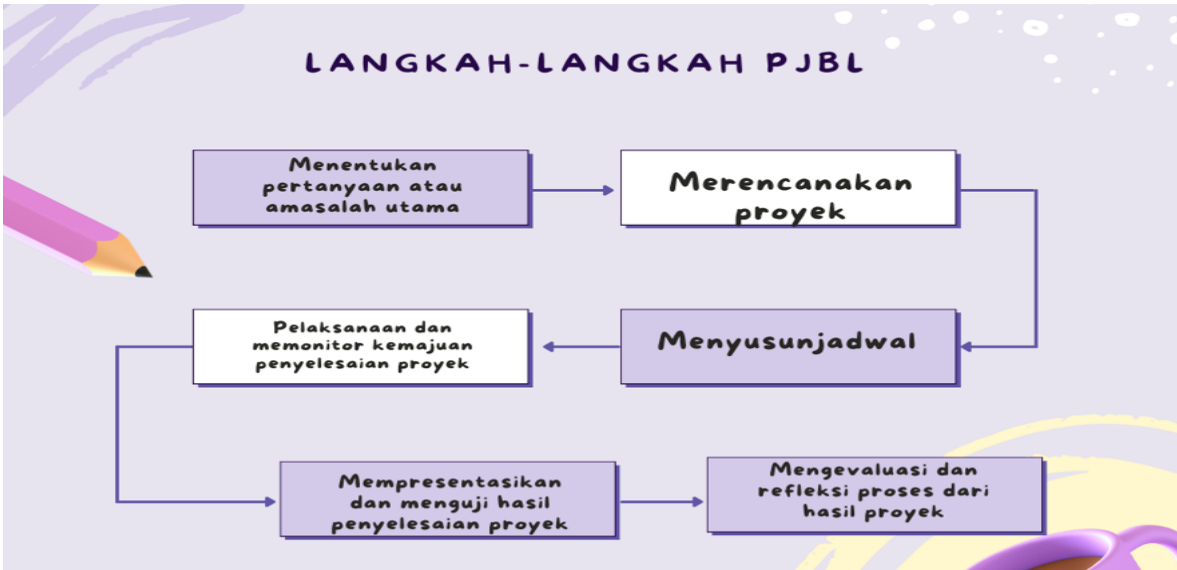 LANGKAH-LANGKAH PJBL
Menentukan
pertanyaan atau
amasalah utama
Merencanakan
proyek
Menyusunjadwal
Pelaksanaan dan
memonitor kemajuan
penyelesaian proyek
Mempresentasikan
dan menguji hasil
penyelesaian proyek
Mengevaluasi dan
refleksi proses dari
hasil proyek